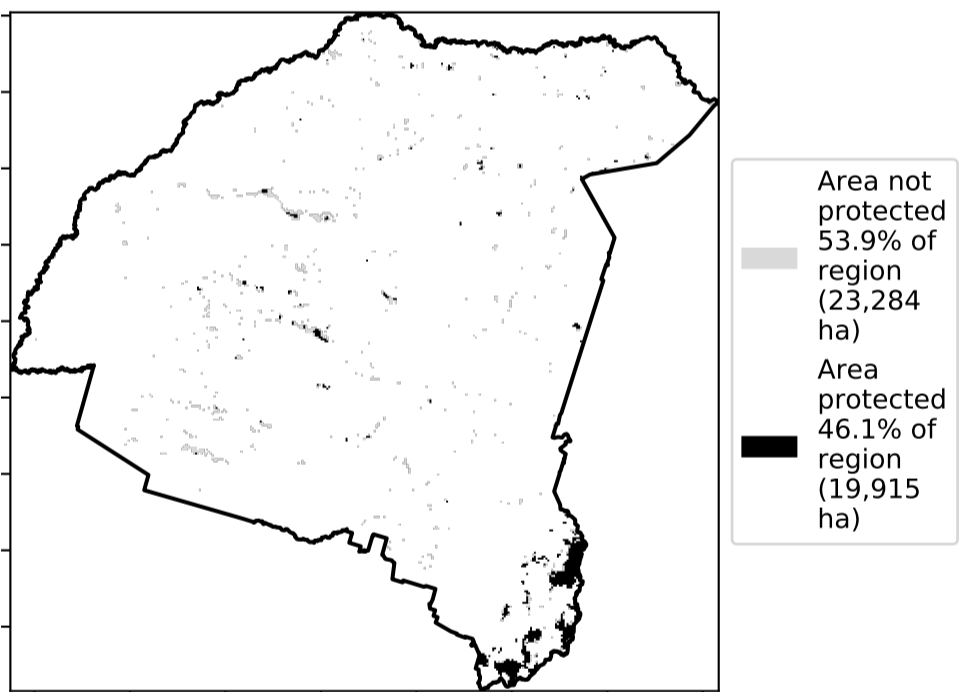 Area not
protected
53.9% of
region
(23,284
ha)
Area
protected
46.1% of
region
(19,915
ha)